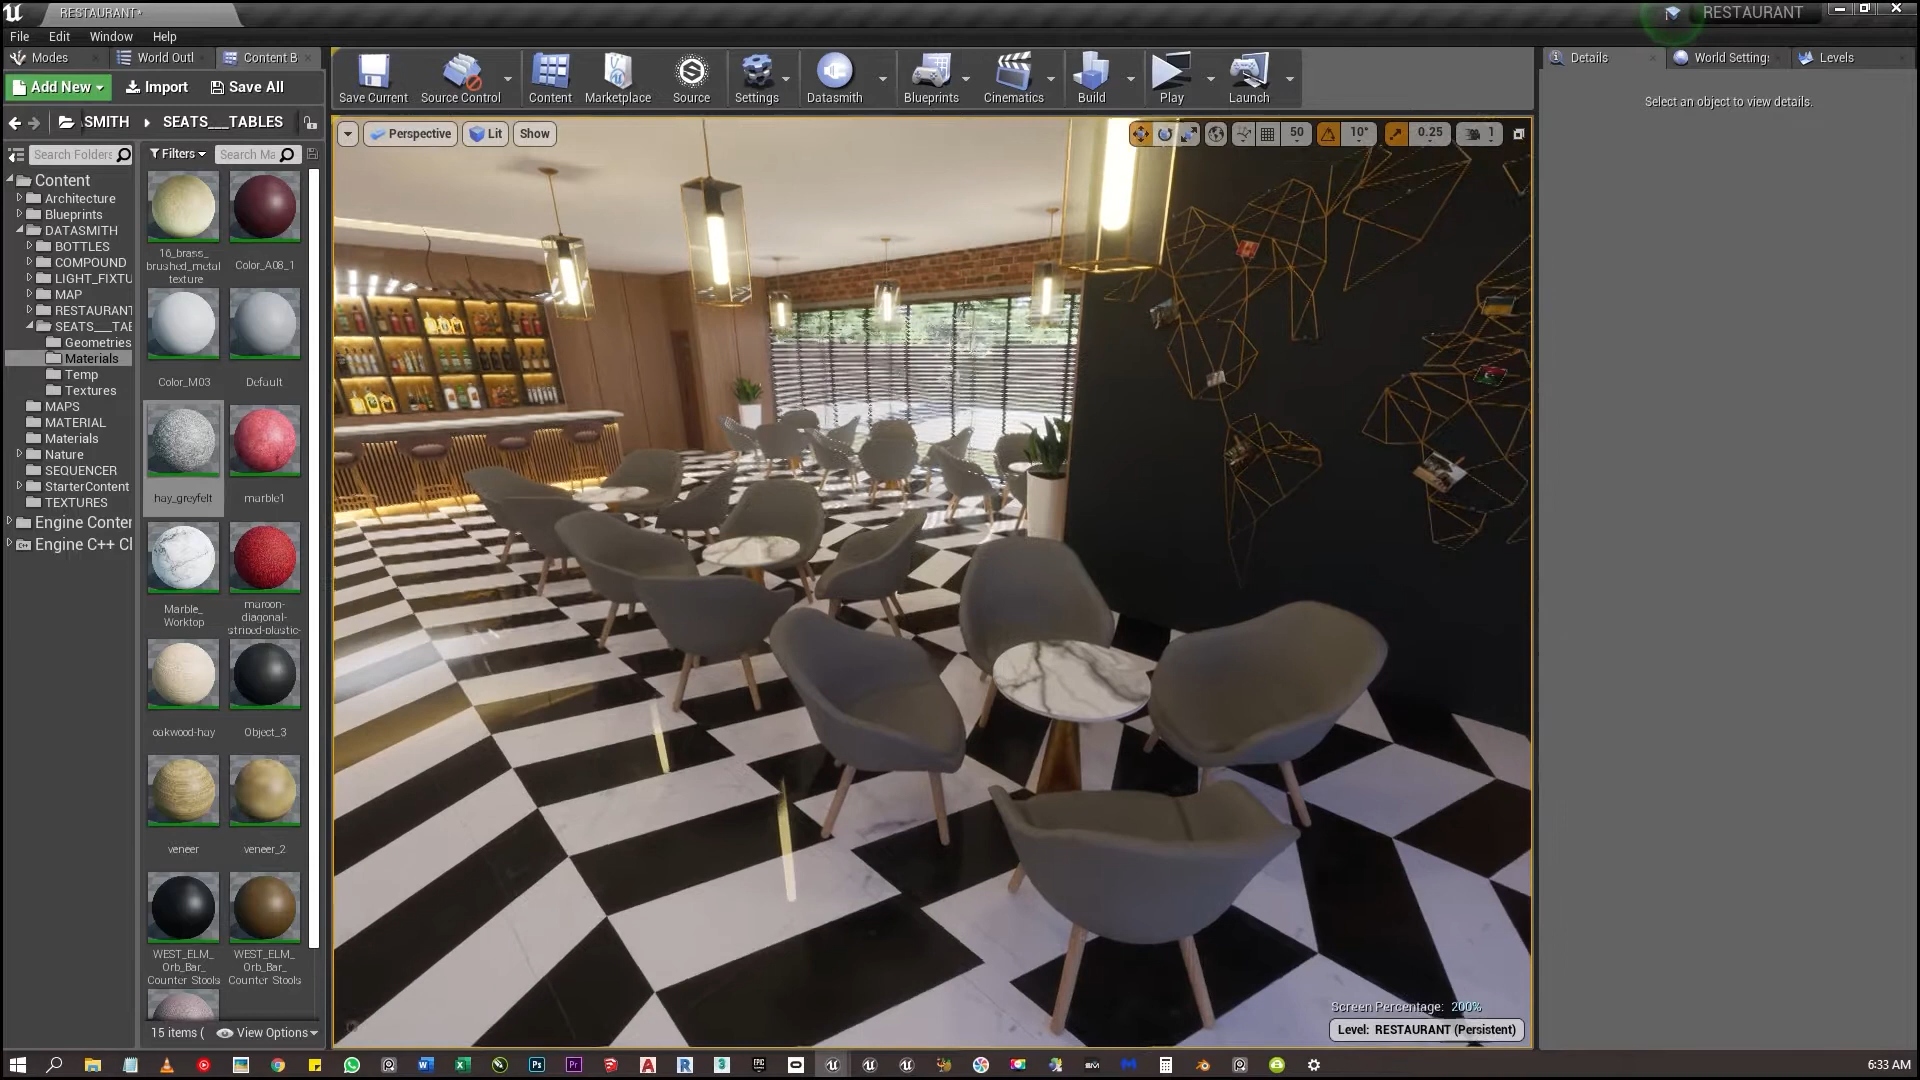 RESTAURANT*
RESTAURANT
File Edit Window Help
Modes World Outl Content B
Add New Import Save All
Save Current Source Control Content Marketplace Source Settings Datasmith Blueprints Cinematics Build Play Launch
Details World Settings Levels
Select an object to view details.
SMITH SEATS___TABLES
Search Folders Filters Search Ma
Perspective Lit Show
50 10° 0.25 1
Content
Architecture
Blueprints
DATASMITH
BOTTLES
COMPOUND
LIGHT_FIXTU
MAP
RESTAURANT
SEATS___TAB
Geometries
Materials
Temp
Textures
MAPS
MATERIAL
Materials
Nature
SEQUENCER
StarterContent
TEXTURES
Engine Conter
Engine C++ Cl
16_brass_
brushed_metal
texture
Color_A08_1
Color_M03
Default
hay_greyfelt
marble1
Marble_
Worktop
maroon-
diagonal-
striped-plastic-
oakwood-hay
Object_3
veneer
veneer_2
WEST_ELM_
Orb_Bar_
Counter Stools
WEST_ELM_
Orb_Bar_
Counter Stools
15 items ( View Options
Screen Percentage: 200%
Level: RESTAURANT (Persistent)
6:33 AM